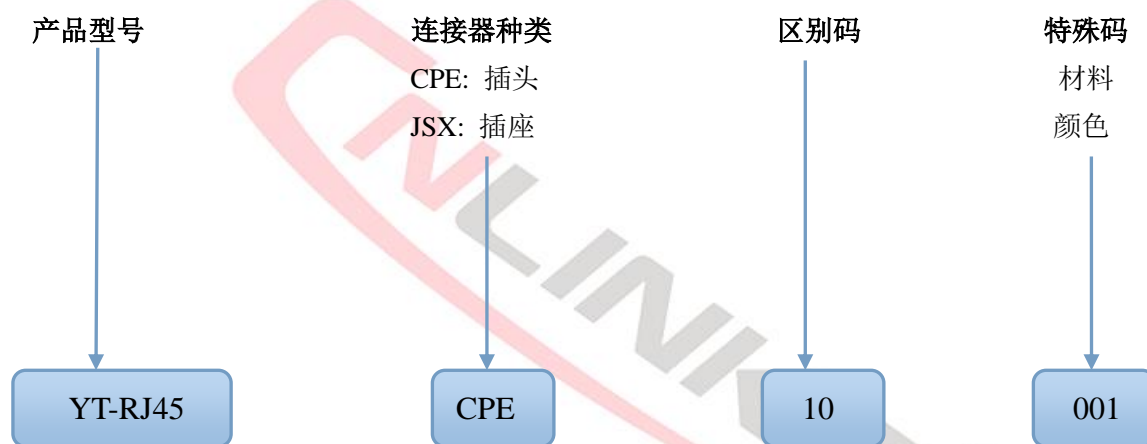 产品型号 连接器种类 区别码 特殊码
CPE: 插头 材料
JSX: 插座 颜色
CNLINKO
YT-RJ45 CPE 10 001